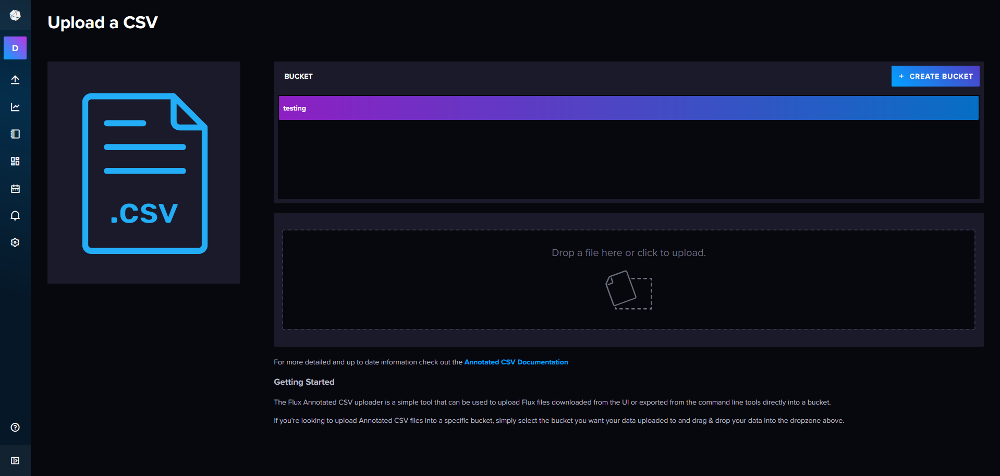 Upload a CSV
D
.csv
BUCKET
+ CREATE BUCKET
testing
Drop a file here or click to upload.
For more detailed and up to date information check out the Annotated CSV Documentation
Getting Started
The Flux Annotated CSV uploader is a simple tool that can be used to upload Flux files downloaded from the UI or exported from the command line tools directly into a bucket.
If you're looking to upload Annotated CSV files into a specific bucket, simply select the bucket you want your data uploaded to and drag & drop your data into the dropzone above.